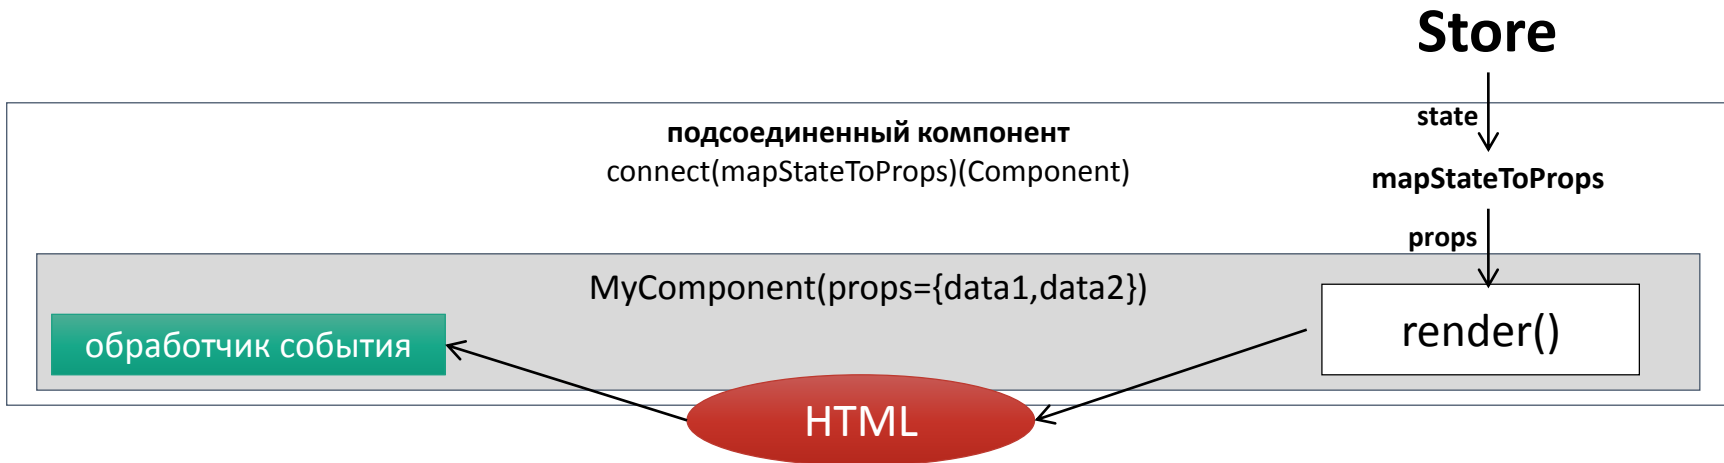 Store
state
подсоединенный компонент
connect(mapStateToProps)(Component)
mapStateToProps
props
MyComponent(props={data1,data2})
обработчик события
render()
HTML